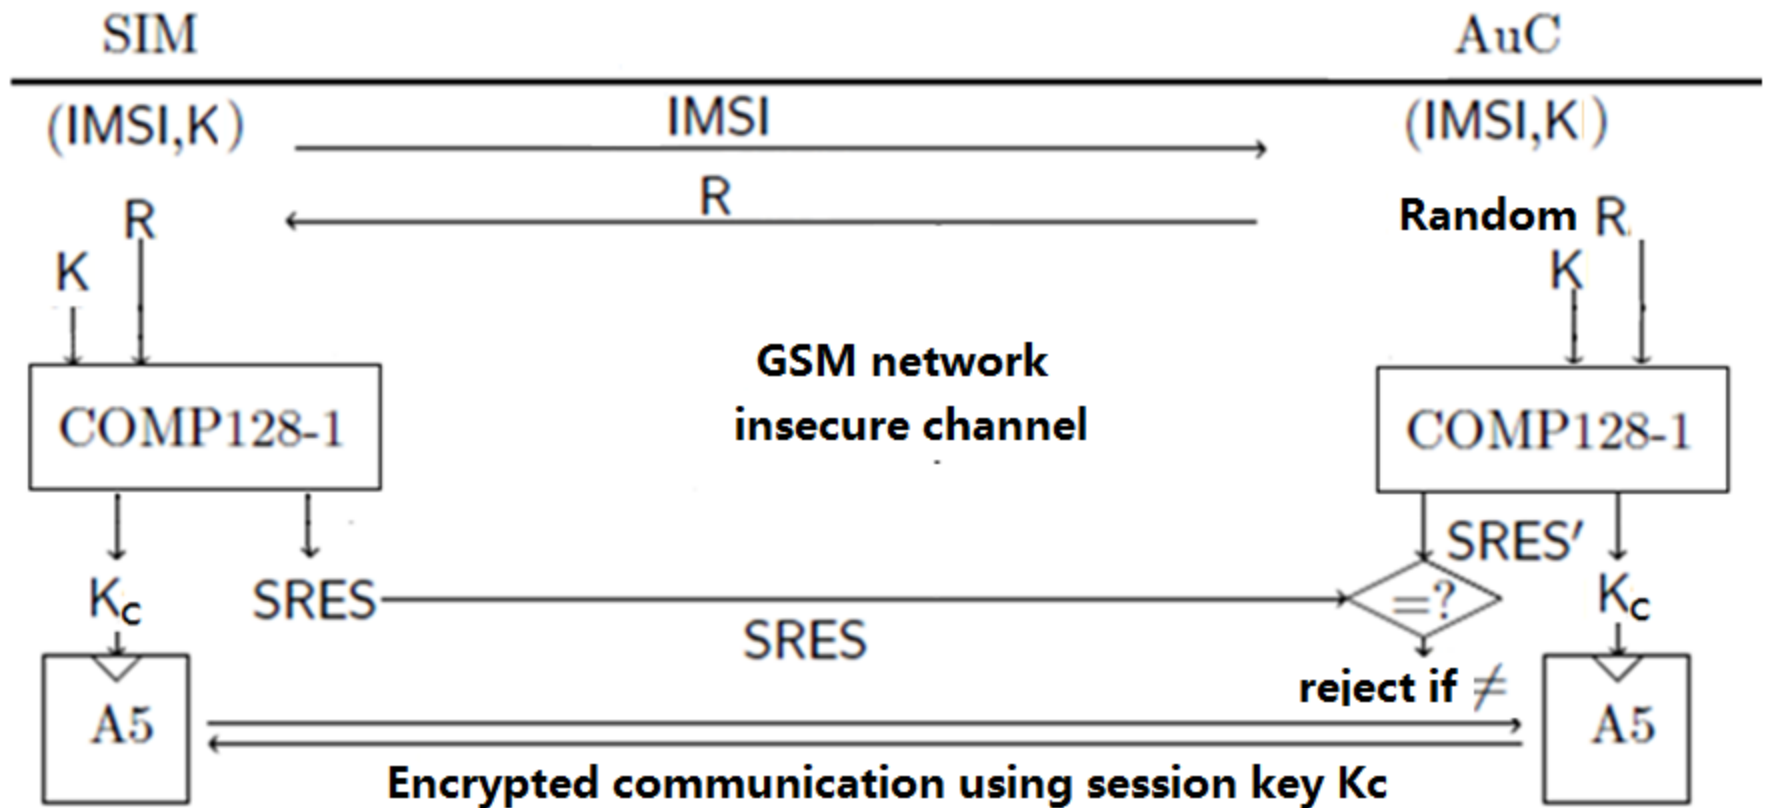 SIM
AuC
(IMSI,K)
IMSI
(IMSI,K)
R
R
Random R
K
K
GSM network
insecure channel
COMP128-1
COMP128-1
SRES′
Kc
SRES
=?
Kc
SRES
reject if ≠
A5
A5
Encrypted communication using session key Kc